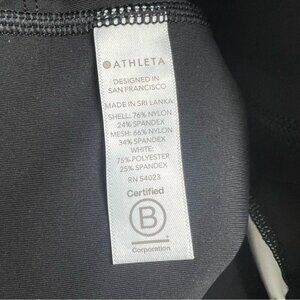 ATHLETA
DESIGNED IN
SAN FRANCISCO
MADE IN SRI LANKA
SHELL: 76% NYLON
24% SPANDEX
MESH: 66% NYLON
34% SPANDEX
WHITE:
75% POLYESTER
25% SPANDEX
RN 54023
Certified
B
Corporation